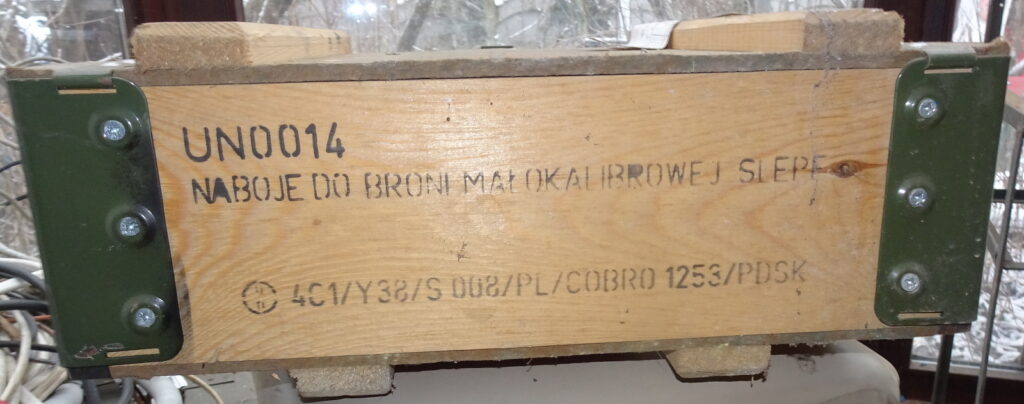 UN0014
NABOJE DO BRONI MAŁOKALIBROWEJ SLEPE
4C1/Y38/S 008/PL/COBRO 1253/PDSK